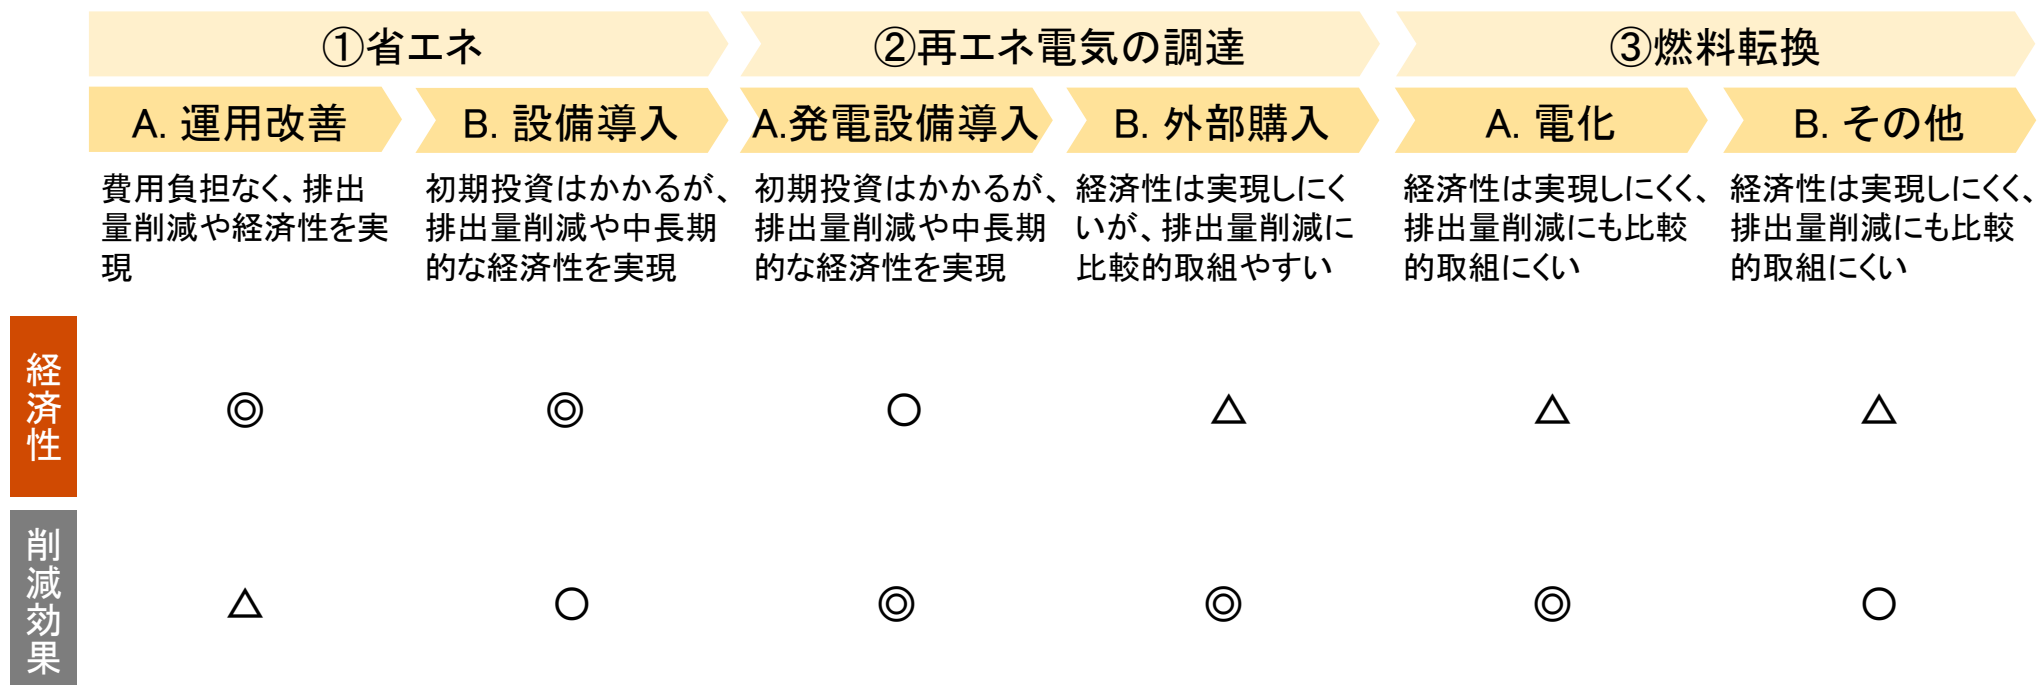 ①省エネ
②再エネ電気の調達
③燃料転換
A. 運用改善
B. 設備導入
A.発電設備導入
B. 外部購入
A. 電化
B. その他
費用負担なく、排出
量削減や経済性を実
現
初期投資はかかるが、
排出量削減や中長期
的な経済性を実現
初期投資はかかるが、
排出量削減や中長期
的な経済性を実現
経済性は実現しにく
いが、排出量削減に
比較的取組やすい
経済性は実現しにくく、
排出量削減にも比較
的取組にくい
経済性は実現しにくく、
排出量削減にも比較
的取組にくい
経済性
◎ ◎ ○ △ △ △
削減効果
△ ○ ◎ ◎ ◎ ○